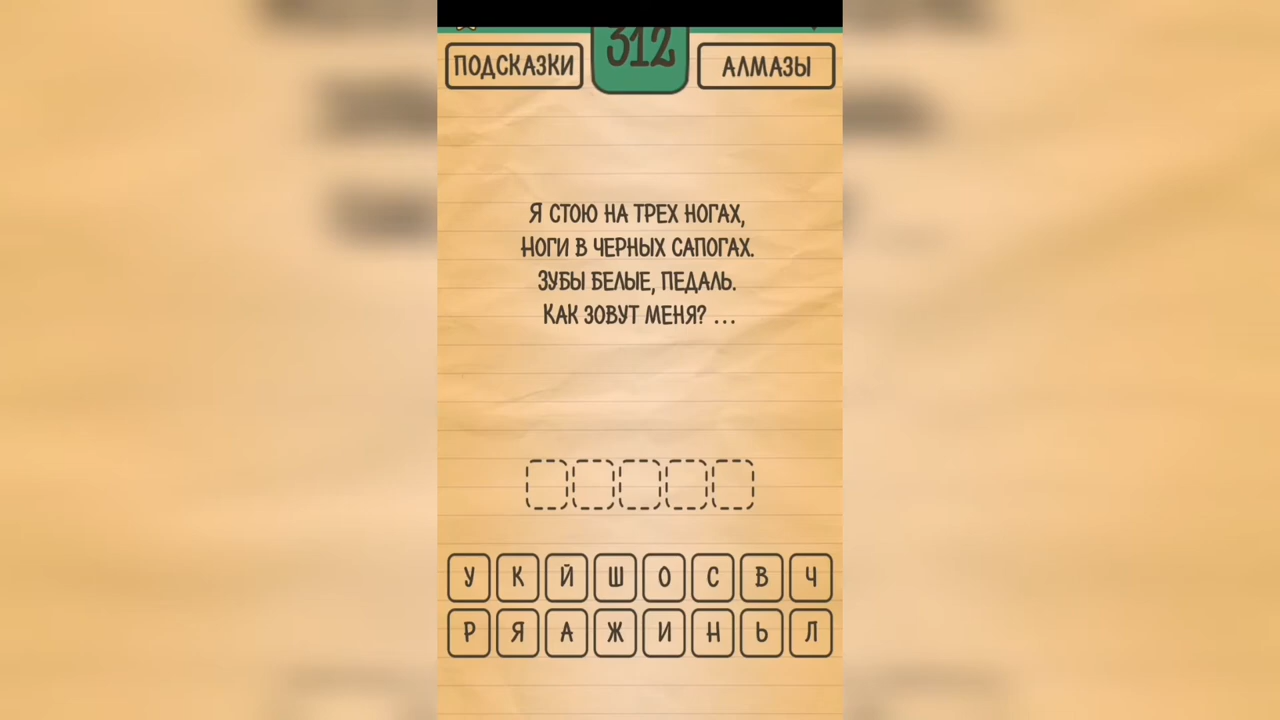 312
ПОДСКАЗКИ
АЛМАЗЫ
Я СТОЮ НА ТРЕХ НОГАХ,
НОГИ В ЧЕРНЫХ САПОГАХ.
ЗУБЫ БЕЛЫЕ, ПЕДАЛЬ.
КАК ЗОВУТ МЕНЯ? ...
У К Й Ш О С В Ч
Р Я А Ж И Н Ь Л